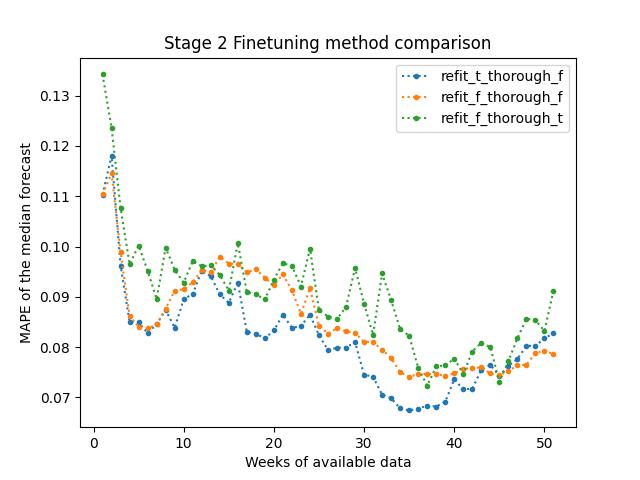 Stage 2 Finetuning method comparison
refit_t_thorough_f
refit_f_thorough_f
refit_f_thorough_t
MAPE of the median forecast
0.13
0.12
0.11
0.10
0.09
0.08
0.07
0 10 20 30 40 50
Weeks of available data